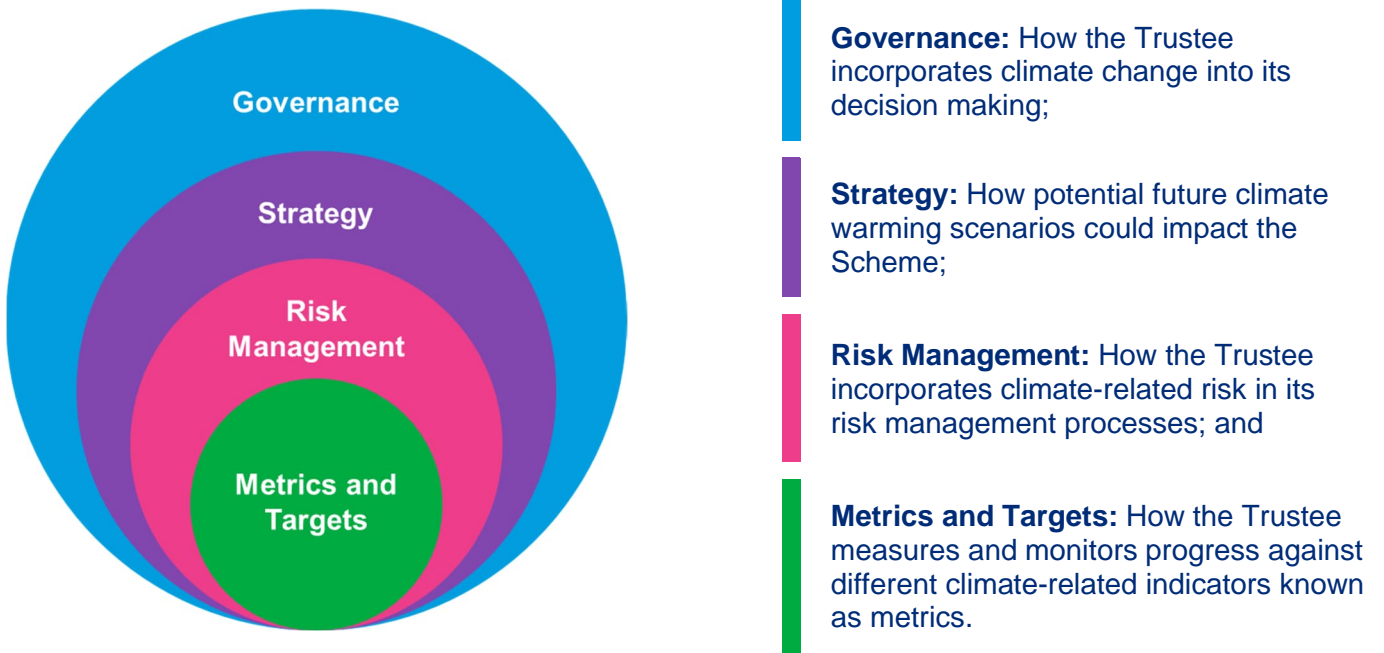 Governance
Strategy
Risk
Management
Metrics and
Targets
Governance: How the Trustee
incorporates climate change into its
decision making;
Strategy: How potential future climate
warming scenarios could impact the
Scheme;
Risk Management: How the Trustee
incorporates climate-related risk in its
risk management processes; and
Metrics and Targets: How the Trustee
measures and monitors progress against
different climate-related indicators known
as metrics.